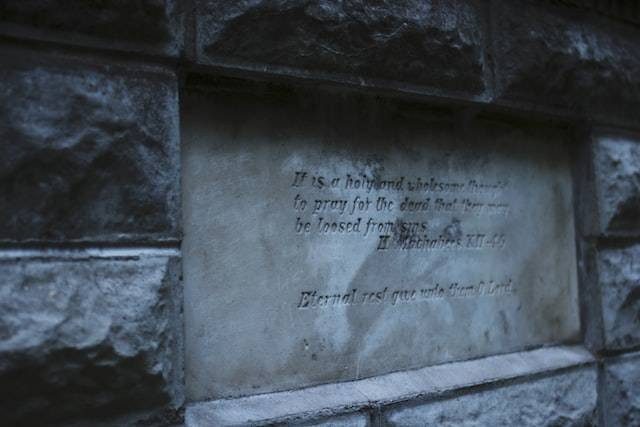 It is a holy and wholesome thought
to pray for the dead that they may
be loosed from sins
II Machabees XII-46
Eternal rest give unto them O Lord.